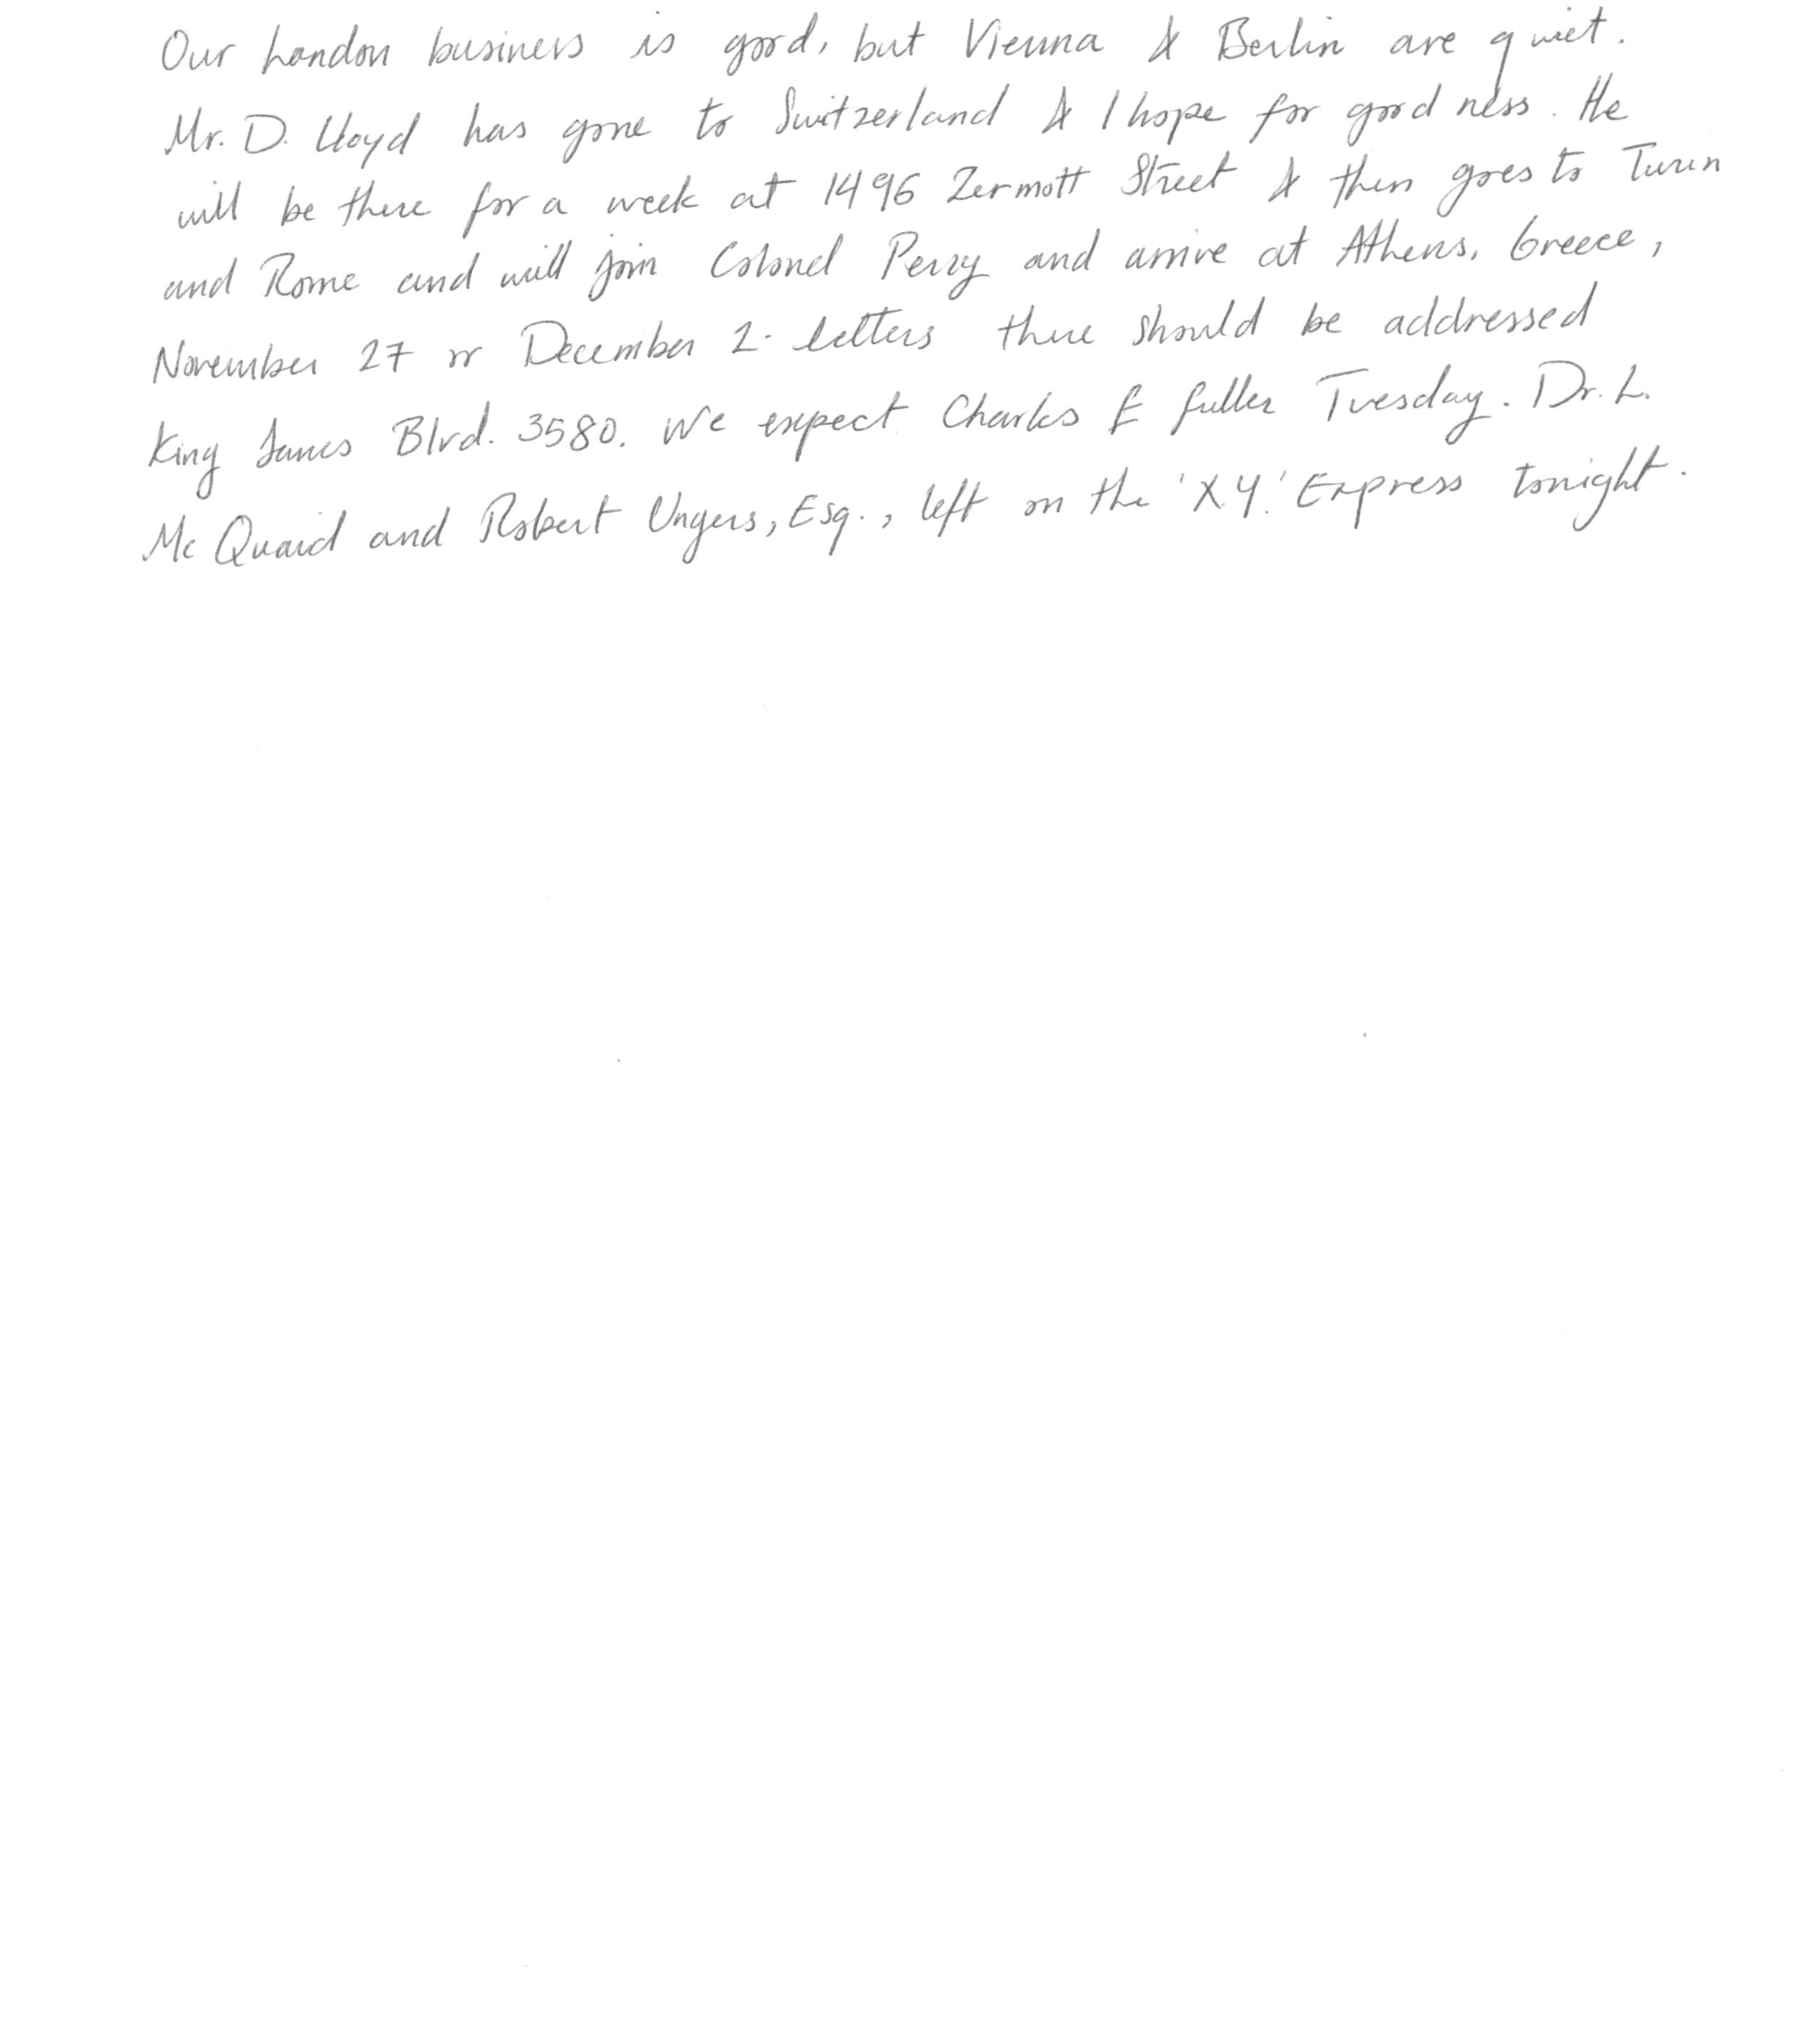 Our London business is good, but Vienna & Berlin are quiet.
Mr. D. Lloyd has gone to Switzerland & I hope for good ness. He
will be there for a week at 1496 Zermott Street & then goes to Turin
and Rome and will join Colonel Perry and arrive at Athens, Greece,
November 27 or December 2. Letters there should be addressed
King James Blvd. 3580. We expect Charles E Fuller Tuesday. Dr. L.
Mc Quaid and Robert Ungers, Esq., left on the 'X.Y.' Express tonight.